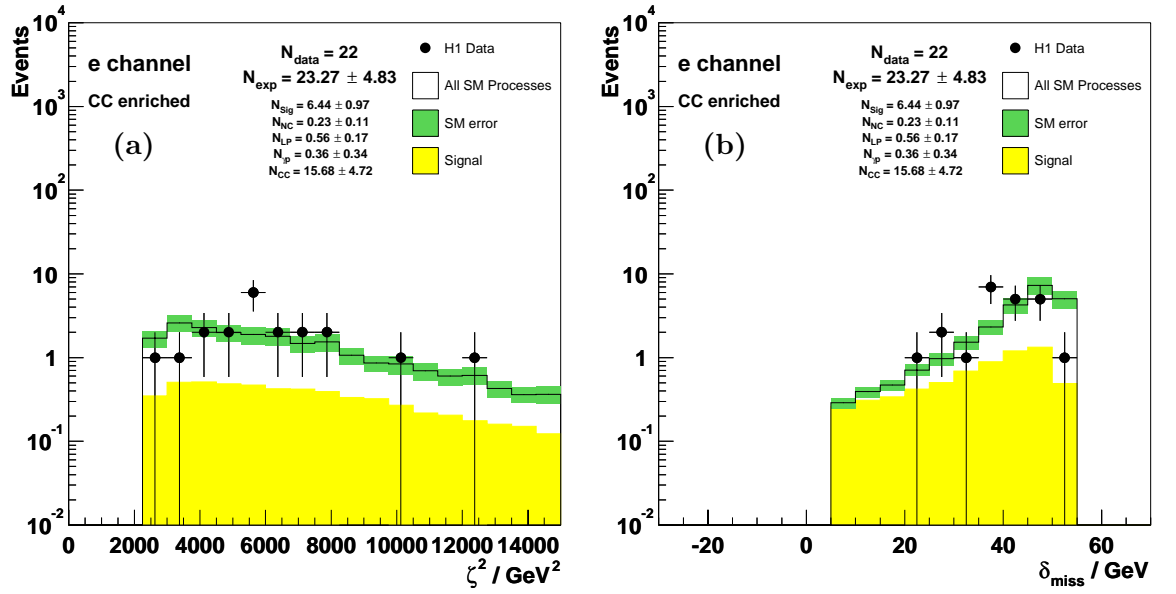 Events
10⁴
10³
10²
10
1
10⁻¹
10⁻²
e channel
CC enriched
(a)
N_data = 22
N_exp = 23.27 ± 4.83
N_Sig = 6.44 ± 0.97
N_NC = 0.23 ± 0.11
N_LP = 0.56 ± 0.17
N_γp = 0.36 ± 0.34
N_CC = 15.68 ± 4.72
H1 Data
All SM Processes
SM error
Signal
0 2000 4000 6000 8000 10000 12000 14000
ζ² / GeV²
Events
10⁴
10³
10²
10
1
10⁻¹
10⁻²
e channel
CC enriched
(b)
N_data = 22
N_exp = 23.27 ± 4.83
N_Sig = 6.44 ± 0.97
N_NC = 0.23 ± 0.11
N_LP = 0.56 ± 0.17
N_γp = 0.36 ± 0.34
N_CC = 15.68 ± 4.72
H1 Data
All SM Processes
SM error
Signal
-20 0 20 40 60
δ_miss / GeV